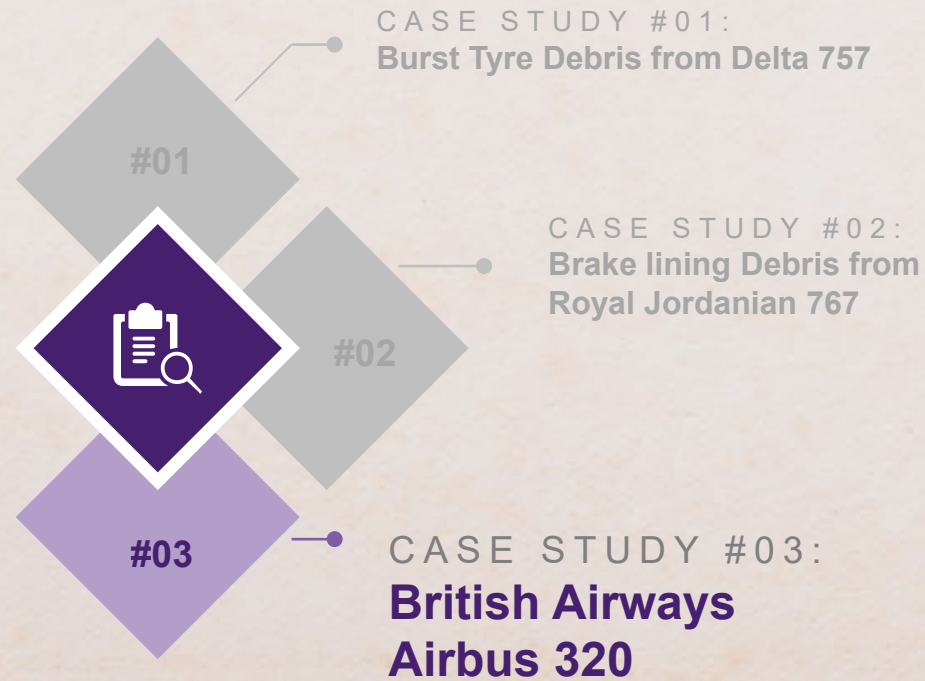 CASE STUDY #01:
Burst Tyre Debris from Delta 757
#01
CASE STUDY #02:
Brake lining Debris from
Royal Jordanian 767
#02
#03
CASE STUDY #03:
British Airways
Airbus 320